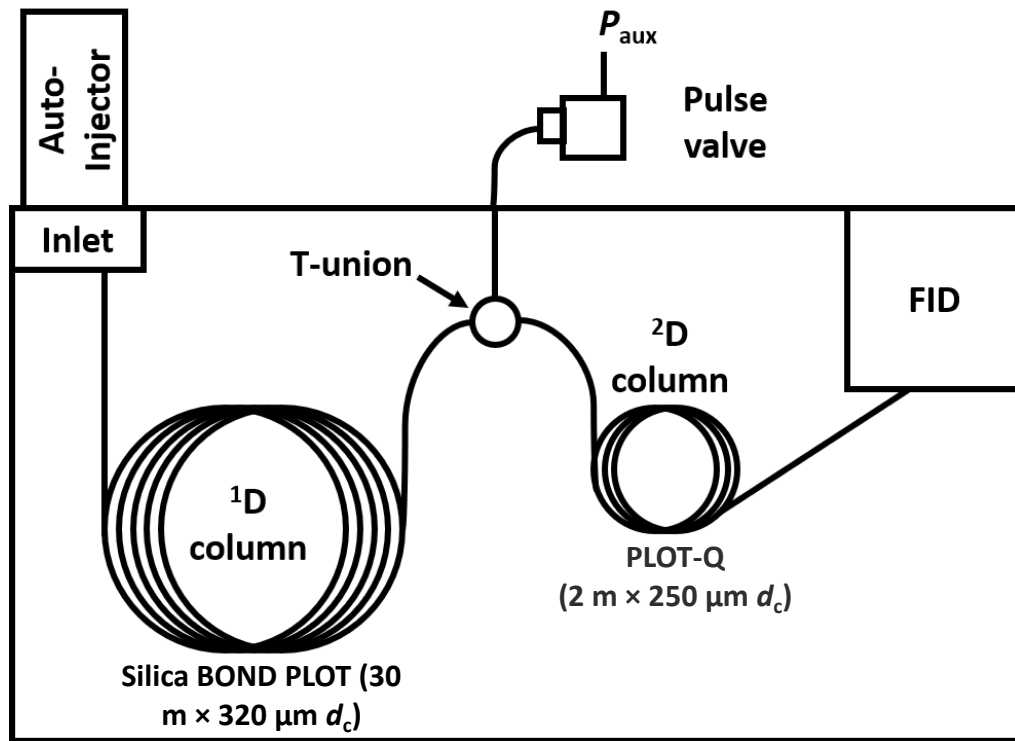 Auto-
Injector
Inlet
P_aux
Pulse
valve
T-union
FID
²D
column
¹D
column
PLOT-Q
(2 m × 250 µm d_c)
Silica BOND PLOT (30
m × 320 µm d_c)